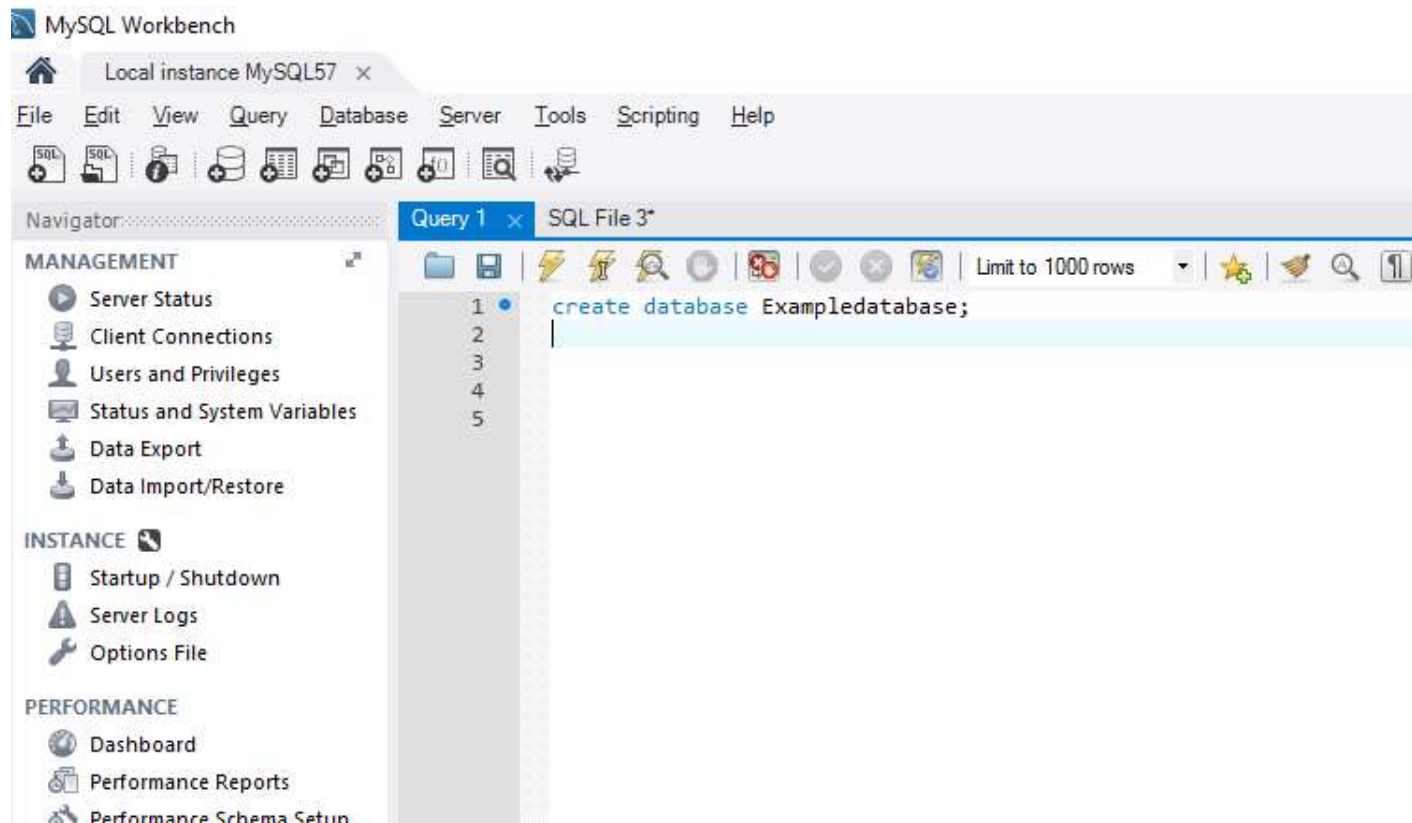 MySQL Workbench
Local instance MySQL57 ×
File Edit View Query Database Server Tools Scripting Help
SQL SQL
Navigator
Query 1 × SQL File 3*
MANAGEMENT
Server Status
Client Connections
Users and Privileges
Status and System Variables
Data Export
Data Import/Restore
INSTANCE
Startup / Shutdown
Server Logs
Options File
PERFORMANCE
Dashboard
Performance Reports
Performance Schema Setup
Limit to 1000 rows
1 create database Exampledatabase;
2
3
4
5